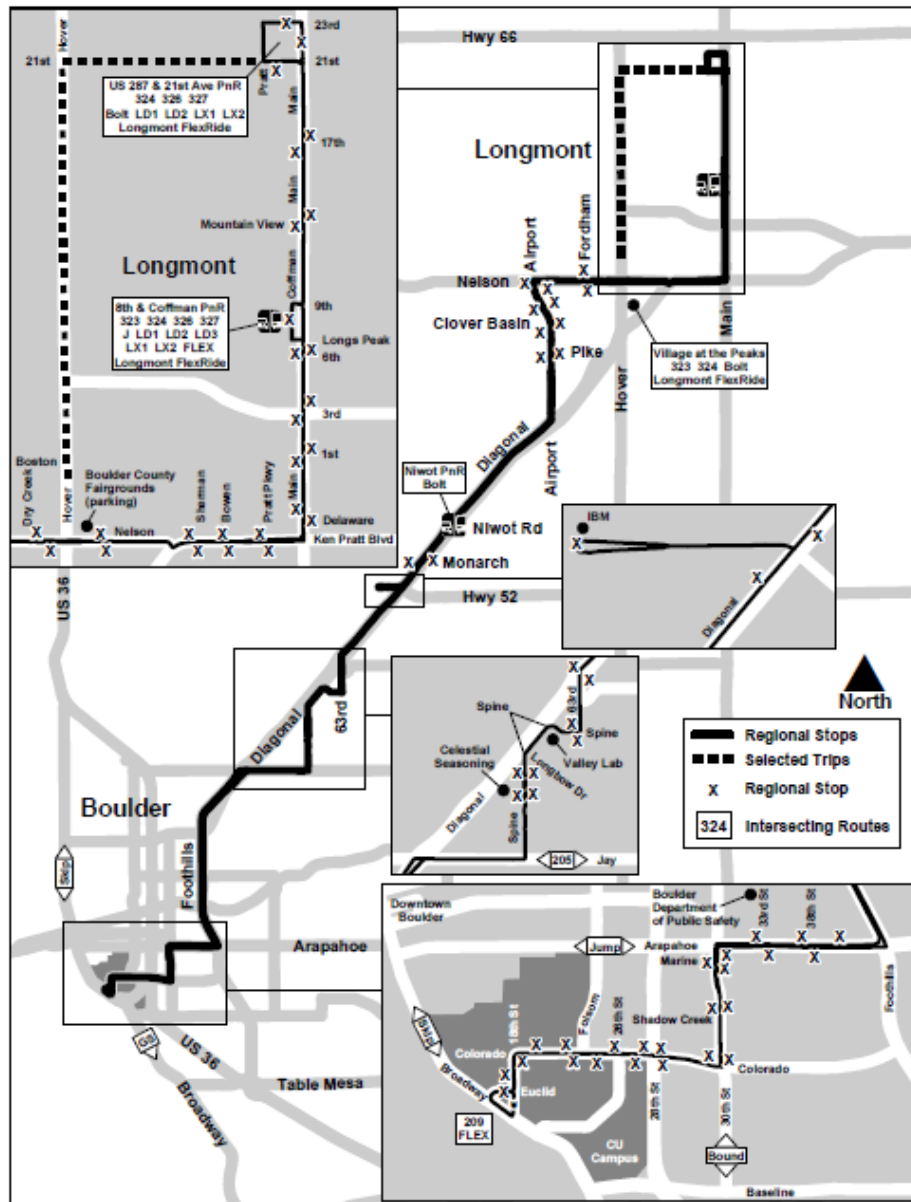 Hwy 66
Longmont
Hover
21st
23rd
21st
Pratt
Main
US 287 & 21st Ave PnR
324 326 327
Bolt LD1 LD2 LX1 LX2
Longmont FlexRide
17th
Main
Mountain View
Longmont
Coffman
9th
8th & Coffman PnR
323 324 326 327
J LD1 LD2 LD3
LX1 LX2 FLEX
Longmont FlexRide
Longs Peak
6th
3rd
1st
Main
Boston
Dry Creek
Hover
Boulder County
Fairgrounds
(parking)
Nelson
Sherman
Bowen
Pratt Pkwy
Delaware
Ken Pratt Blvd
Nelson
Airport
Fordham
Clover Basin
Pike
Hover
Main
Village at the Peaks
323 324 Bolt
Longmont FlexRide
Diagonal
Airport
Niwot PnR
Bolt
Niwot Rd
Monarch
Hwy 52
US 36
IBM
Diagonal
North
Regional Stops
Selected Trips
X Regional Stop
324 Intersecting Routes
63rd
Diagonal
Spine
63rd
Spine
Valley Lab
Celestial
Seasoning
Longbow Dr
Diagonal
Spine
205
Jay
Boulder
Skip
Foothills
Arapahoe
GS
US 36
Table Mesa
Broadway
Downtown
Boulder
Boulder
Department
of Public Safety
33rd St
38th St
Jump
Arapahoe
Marine
Foothills
Skip
18th St
Folsom
26th St
Shadow Creek
Colorado
Colorado
Broadway
Euclid
209
FLEX
28th St
30th St
CU
Campus
Bound
Baseline